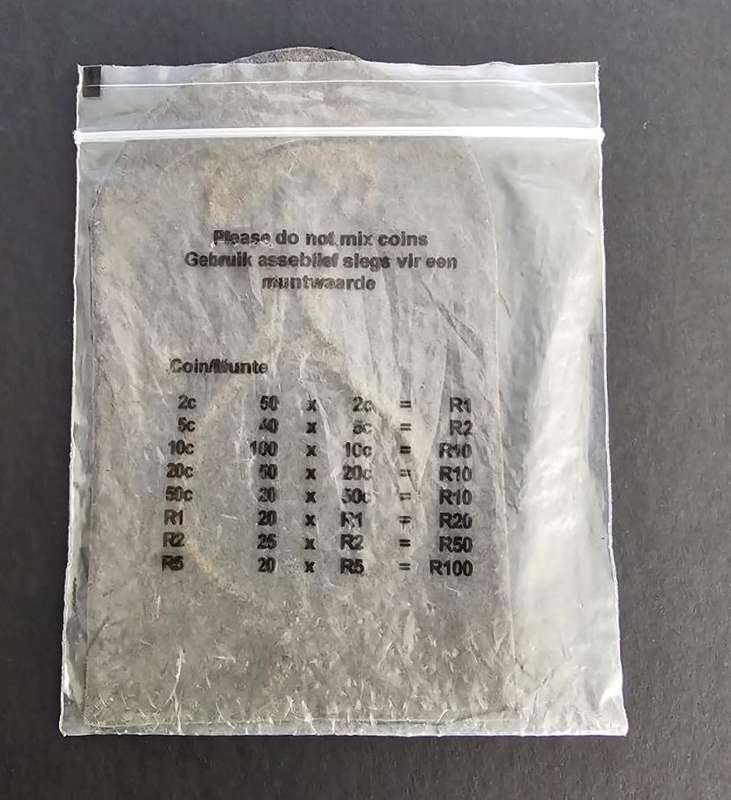 Please do not mix coins
Gebruik asseblief slegs vir een
muntwaarde
Coin/Munte
2c 50 x 2c = R1
5c 40 x 5c = R2
10c 100 x 10c = R10
20c 50 x 20c = R10
50c 20 x 50c = R10
R1 20 x R1 = R20
R2 25 x R2 = R50
R5 20 x R5 = R100